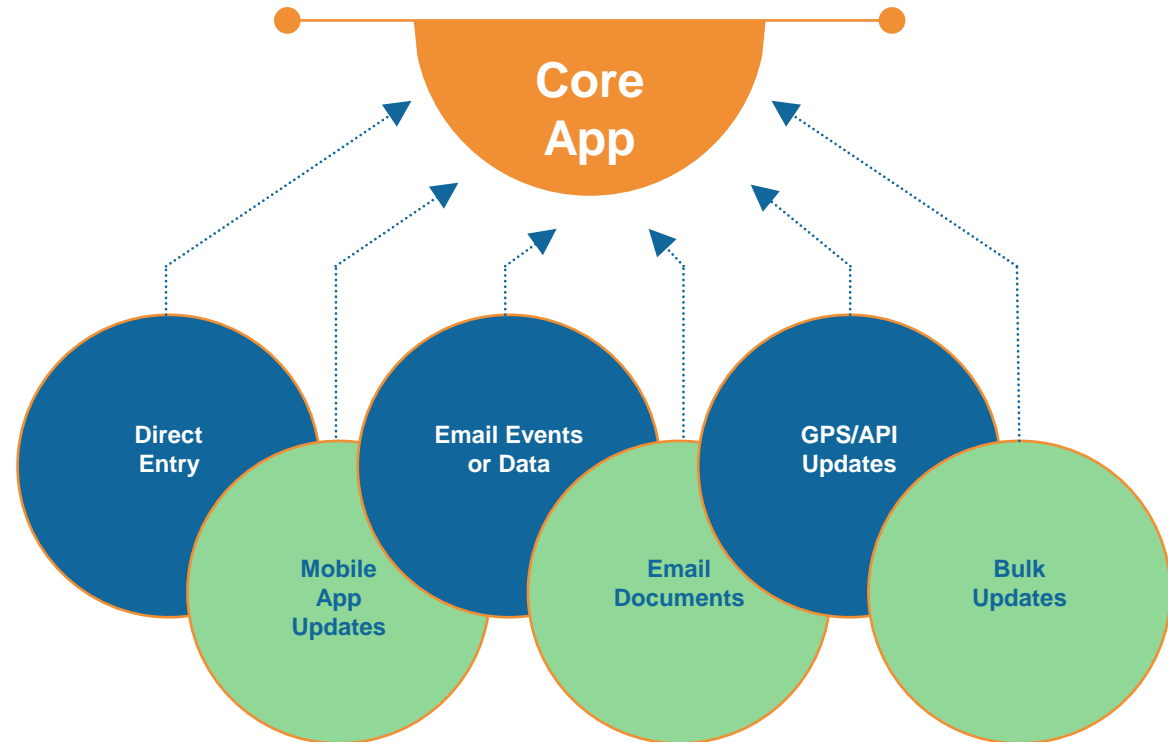 Core
App
Direct
Entry
Email Events
or Data
GPS/API
Updates
Mobile
App
Updates
Email
Documents
Bulk
Updates